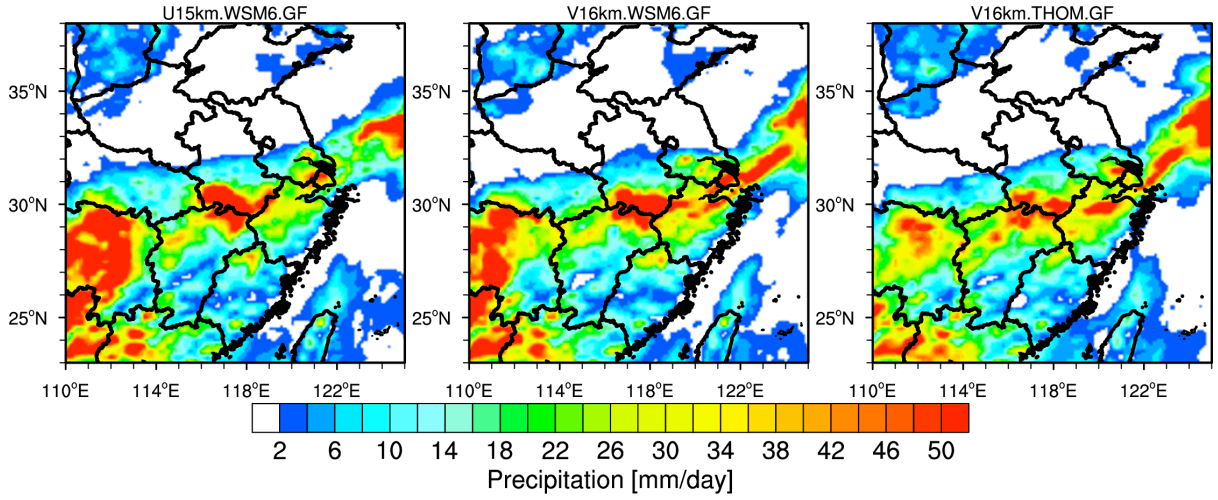 U15km.WSM6.GF V16km.WSM6.GF V16km.THOM.GF
35°N 35°N 35°N
30°N 30°N 30°N
25°N 25°N 25°N
110°E 114°E 118°E 122°E 110°E 114°E 118°E 122°E 110°E 114°E 118°E 122°E
2 6 10 14 18 22 26 30 34 38 42 46 50
Precipitation [mm/day]